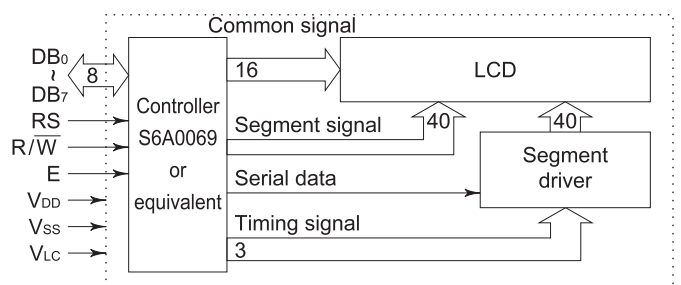 Common signal
DB0
~
DB7
8
16
LCD
Controller
S6A0069
or
equivalent
RS
R/W̅
E
VDD
VSS
VLC
Segment signal
40
40
Segment
driver
Serial data
Timing signal
3